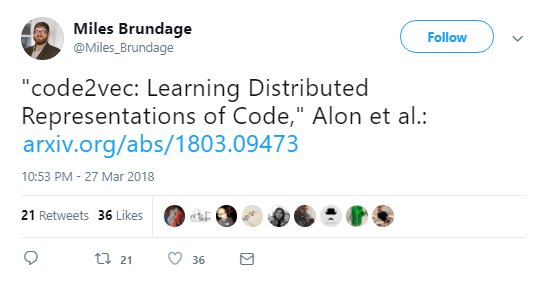 Miles Brundage
@Miles_Brundage
Follow
"code2vec: Learning Distributed
Representations of Code," Alon et al.:
arxiv.org/abs/1803.09473
10:53 PM - 27 Mar 2018
21 Retweets 36 Likes
21 36